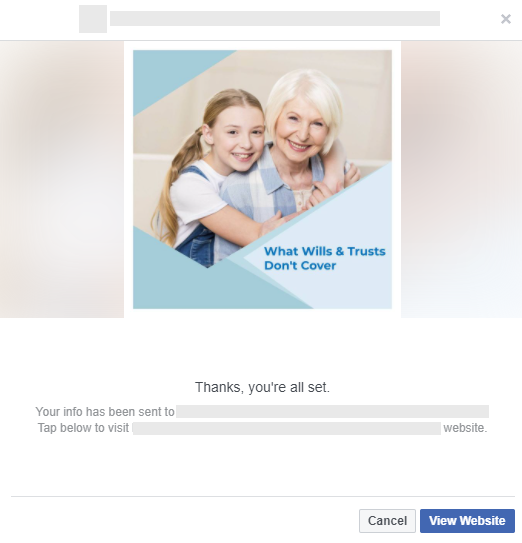 What Wills & Trusts
Don't Cover
Thanks, you're all set.
Your info has been sent to
Tap below to visit website.
Cancel
View Website